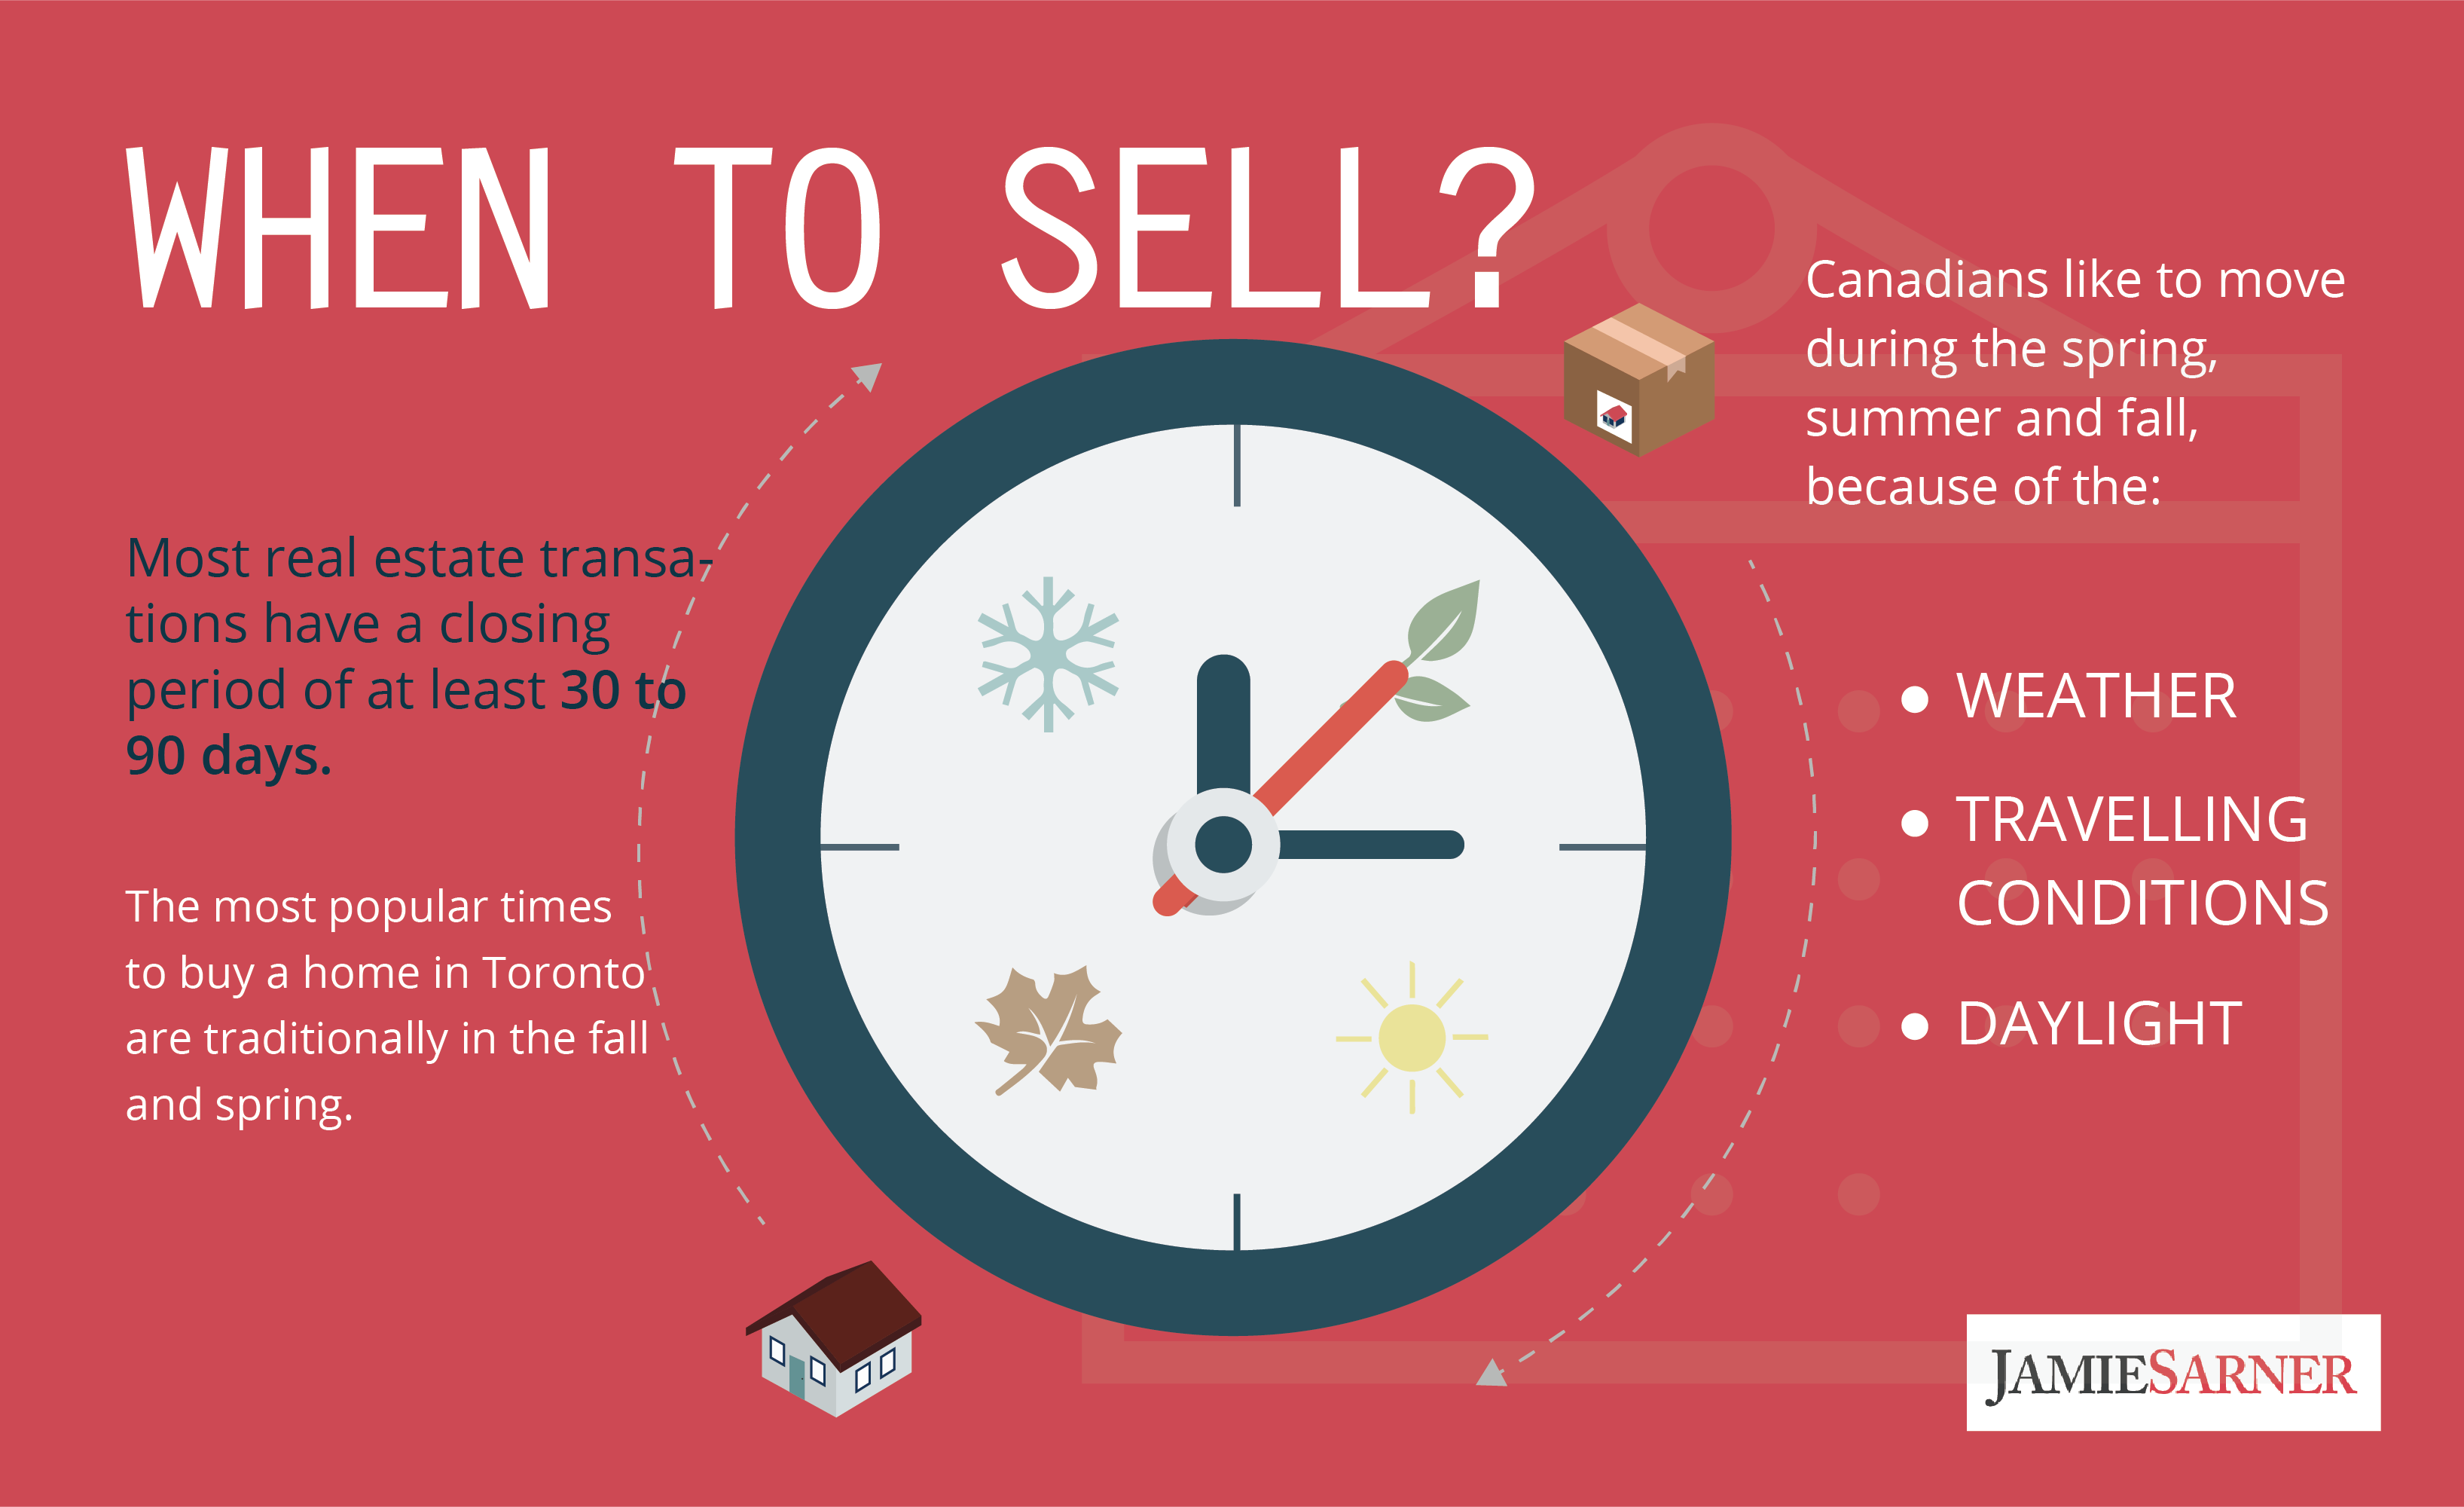 WHEN TO SELL?
Most real estate transa-
tions have a closing
period of at least 30 to
90 days.
The most popular times
to buy a home in Toronto
are traditionally in the fall
and spring.
Canadians like to move
during the spring,
summer and fall,
because of the:
• WEATHER
• TRAVELLING
CONDITIONS
• DAYLIGHT
JAMIESARNER